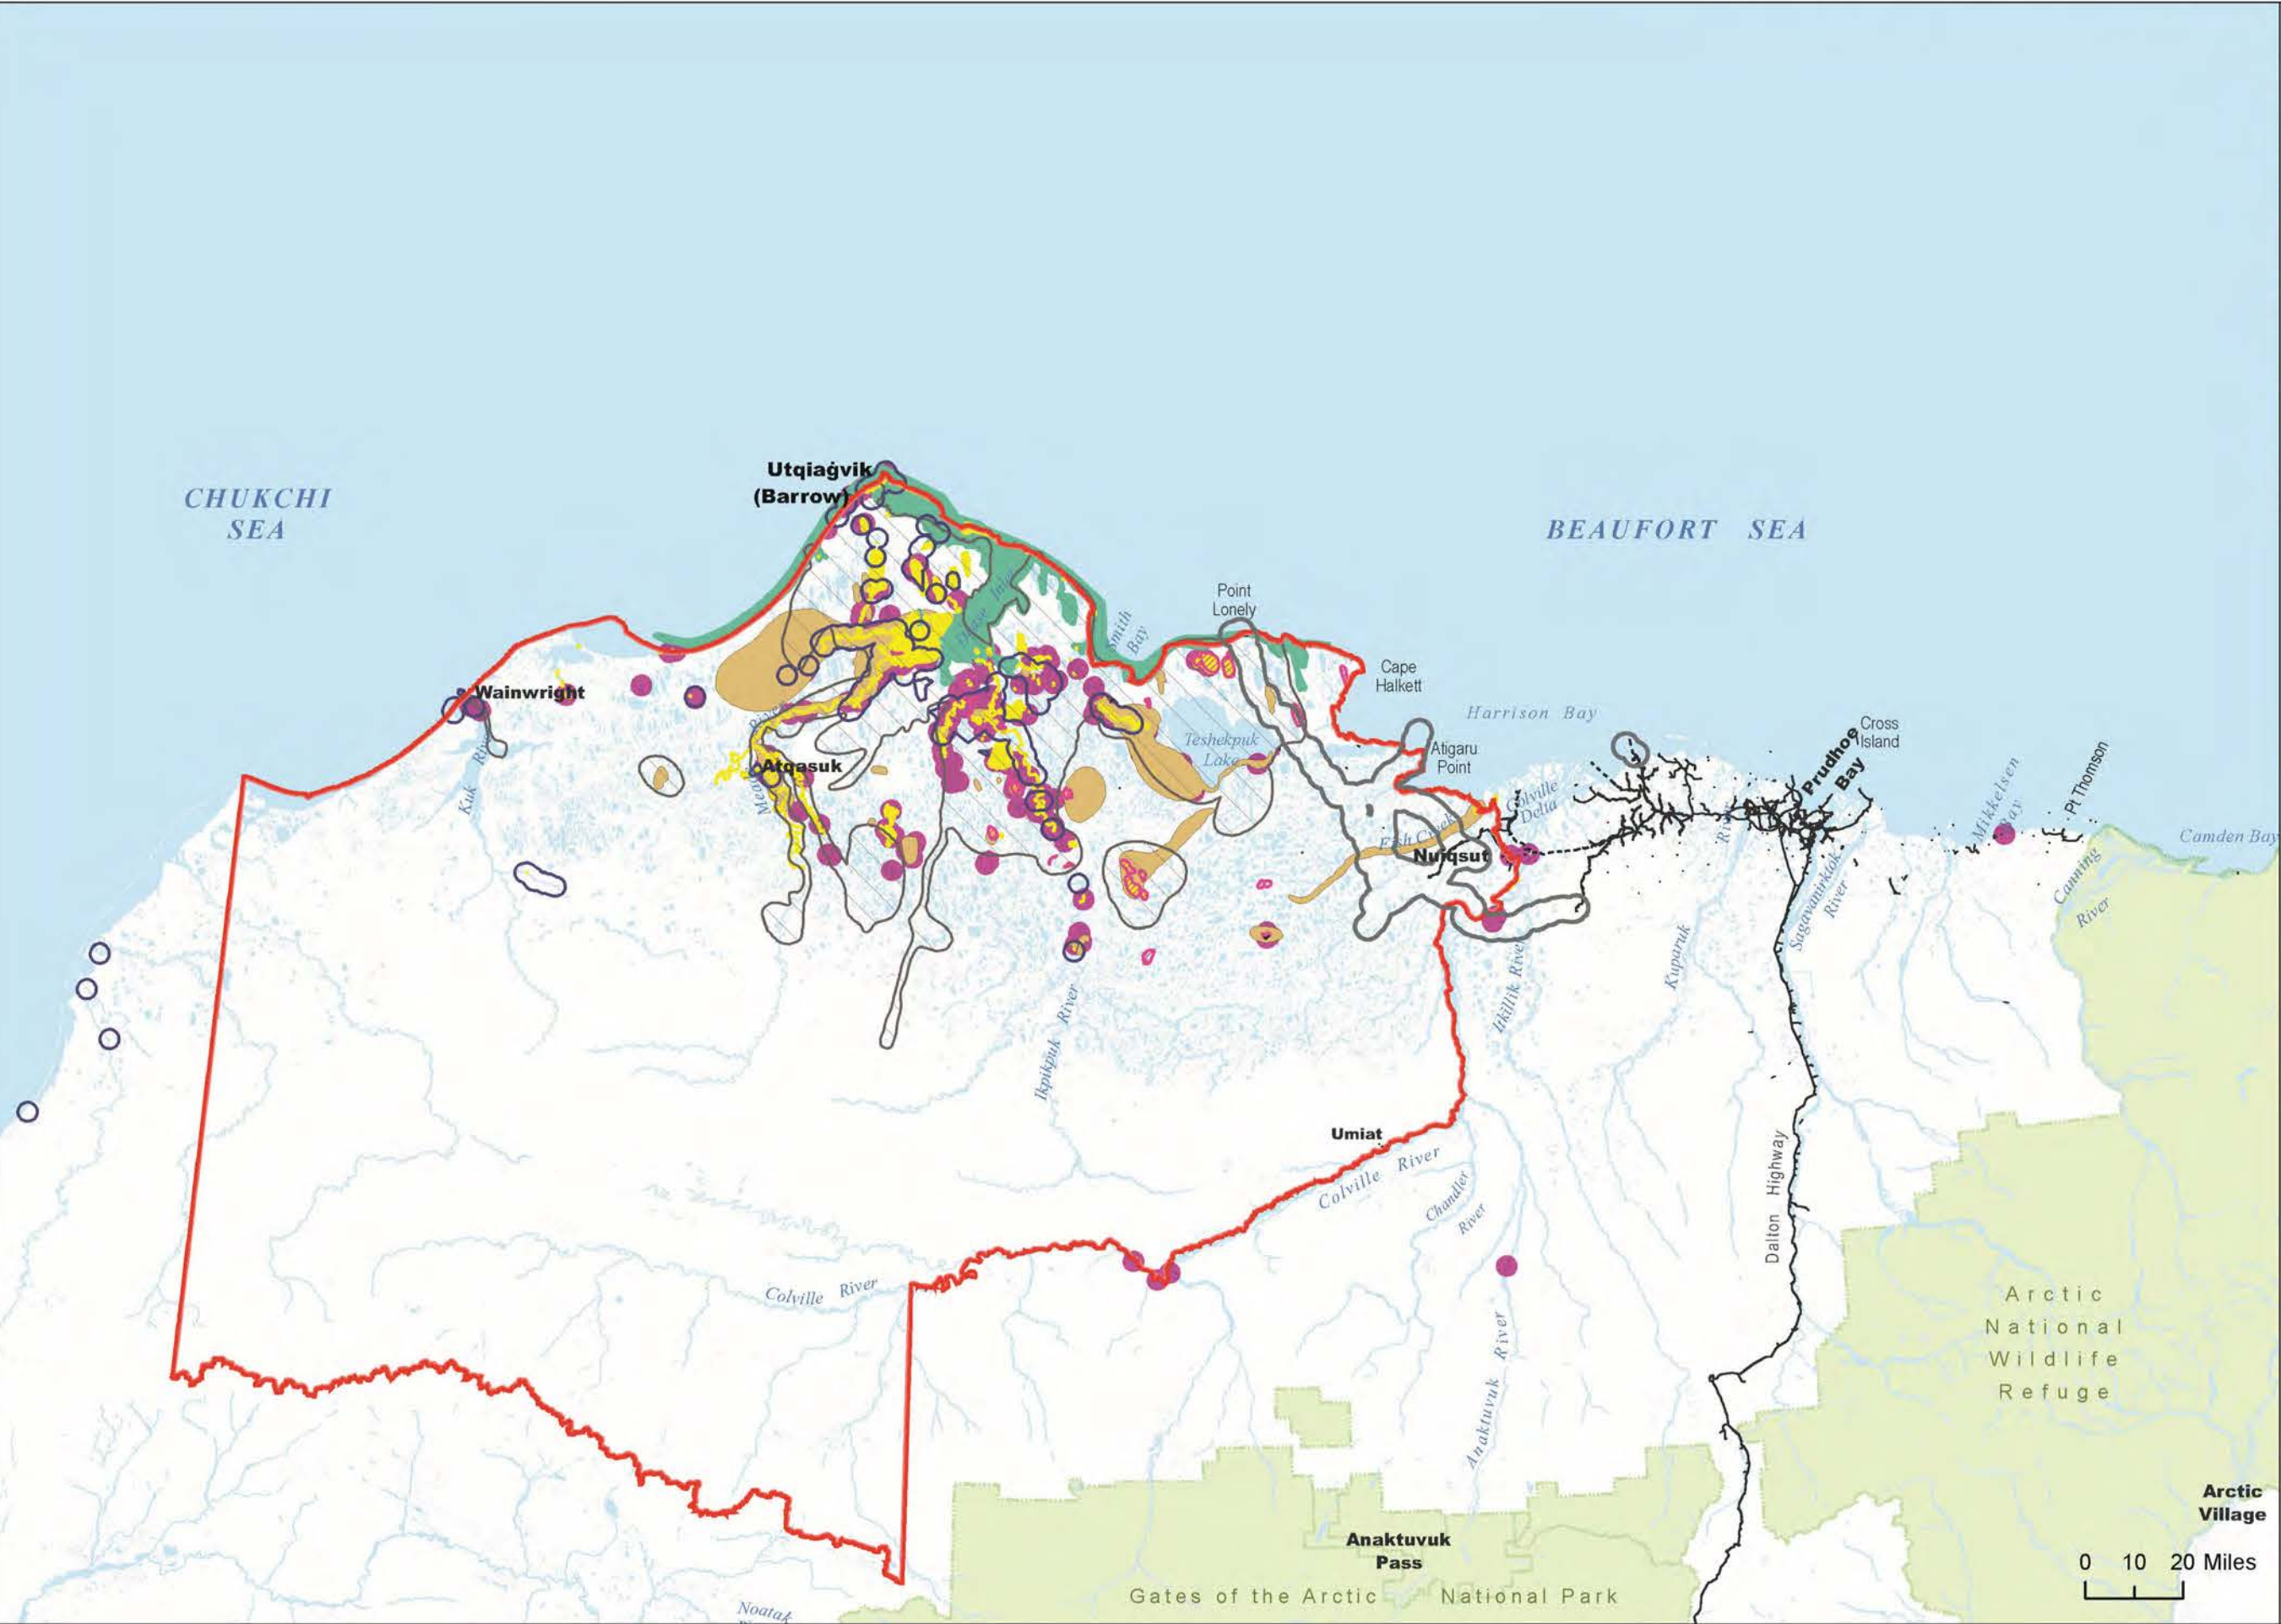 Utqiaġvik
(Barrow)
CHUKCHI
SEA
BEAUFORT SEA
Point
Lonely
Dease Inlet
Smith
Bay
Cape
Halkett
Wainwright
Harrison Bay
Cross
Island
River
Teshekpuk
Lake
Atigaru
Point
Prudhoe
Bay
Atqasuk
Kuk
River
Meade
Colville
Delta
Mikkelsen
Bay
Pt Thomson
Fish Creek
Nuiqsut
River
Camden Bay
Canning
River
Sagavanirktok
River
Kuparuk
Itkillik River
Ikpikpuk River
Umiat
Colville River
Chandler
River
Dalton Highway
Colville River
Arctic
National
Wildlife
Refuge
Anaktuvuk River
Arctic
Village
Anaktuvuk
Pass
0 10 20 Miles
Gates of the Arctic National Park
Noatak